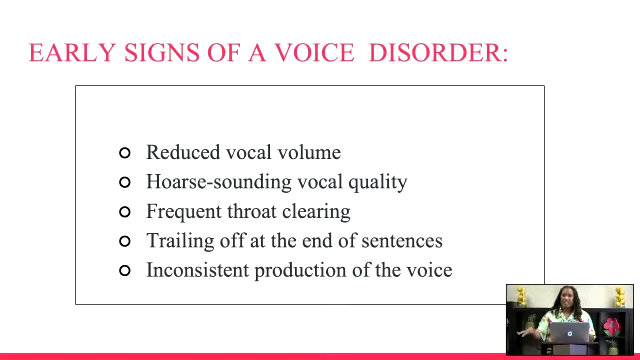 EARLY SIGNS OF A VOICE DISORDER:
Reduced vocal volume
Hoarse-sounding vocal quality
Frequent throat clearing
Trailing off at the end of sentences
Inconsistent production of the voice